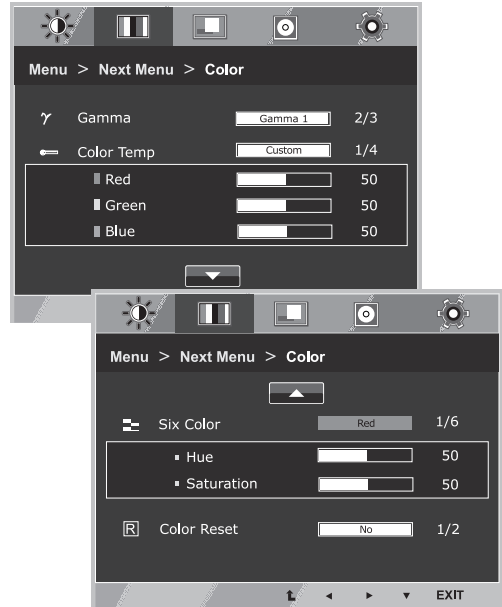 Menu > Next Menu > Color
γ Gamma Gamma 1 2/3
Color Temp Custom 1/4
Red 50
Green 50
Blue 50
Menu > Next Menu > Color
Six Color Red 1/6
Hue 50
Saturation 50
R Color Reset No 1/2
EXIT